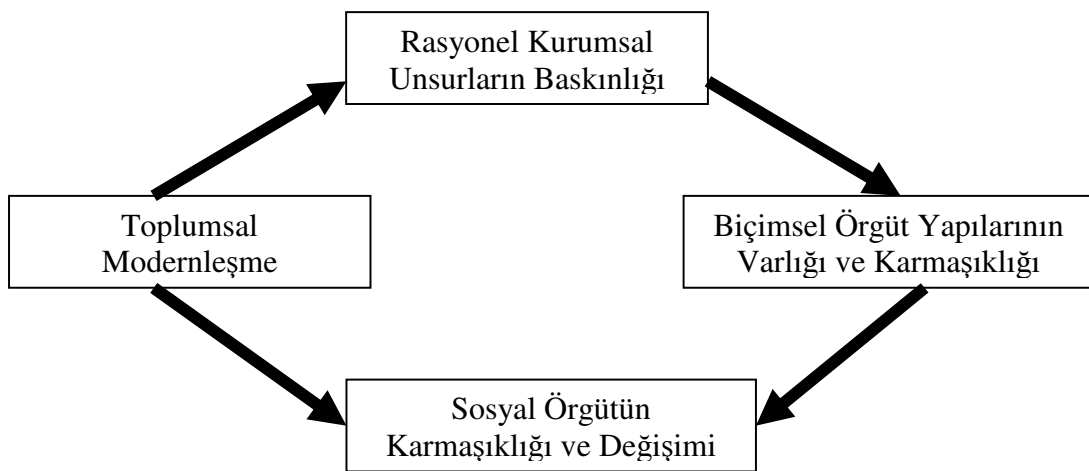 Rasyonel Kurumsal
Unsurların Baskınlığı
Toplumsal
Modernleşme
Biçimsel Örgüt Yapılarının
Varlığı ve Karmaşıklığı
Sosyal Örgütün
Karmaşıklığı ve Değişimi